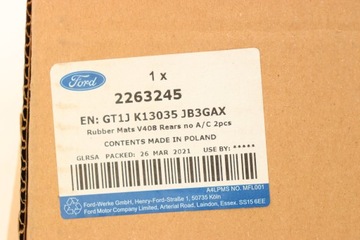 Ford
1 x
2263245
EN: GT1J K13035 JB3GAX
Rubber Mats V408 Rears no A/C 2pcs
CONTENTS MADE IN POLAND
GLRSA PACKED: 26 MAR 2021 USE BY: *****
A4LPMS NO. MFL001
Ford-Werke GmbH, Henry-Ford-Straße 1, 50735 Köln
Ford Motor Company Limited, Arterial Road, Laindon, Essex. SS15 6EE